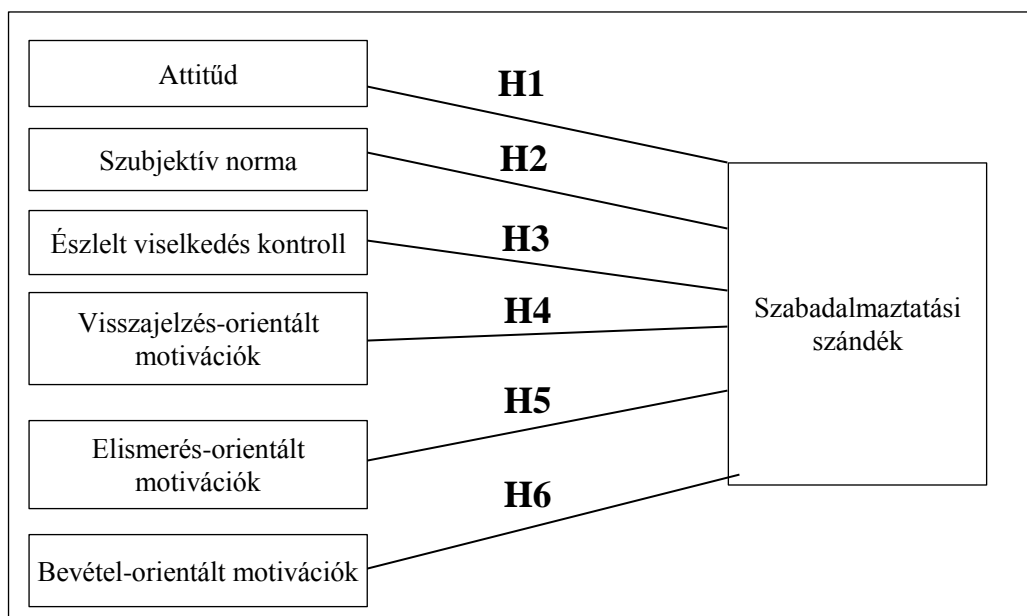 Attitűd
H1
Szubjektív norma
H2
Észlelt viselkedés kontroll
H3
Visszajelzés-orientált
motivációk
H4
Szabadalmaztatási
szándék
Elismerés-orientált
motivációk
H5
Bevétel-orientált motivációk
H6